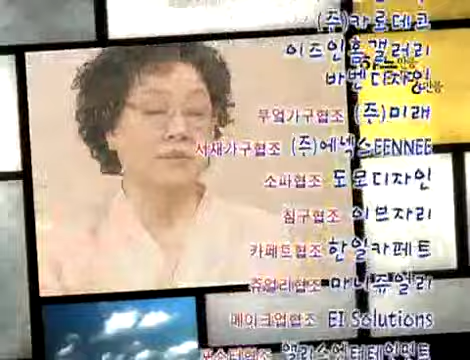 (주)카로데코
이즈인홈갤러리
바벤디자인
무얼가구협조 (주)미래
서재가구협조 (주)에넥스EENNEE
소파협조 도모디자인
침구협조 이브자리
카페트협조 한일카페트
쥬얼리협조 마니쥬얼리
메이크업협조 EI Solutions